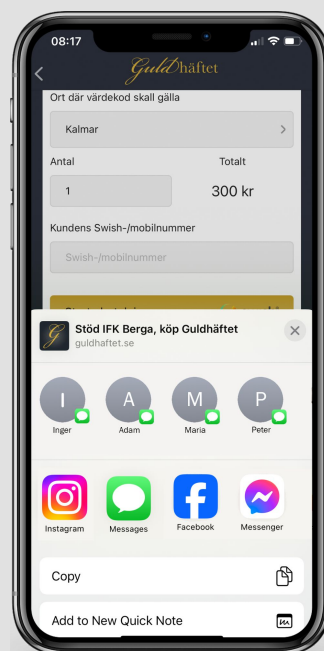 08:17
Guldhäftet
Ort där värdekod skall gälla
Kalmar
Antal
Totalt
1
300 kr
Kundens Swish-/mobilnummer
Swish-/mobilnummer
G
Stöd IFK Berga, köp Guldhäftet
guldhaftet.se
I
A
M
P
Inger
Adam
Maria
Peter
Instagram
Messages
Facebook
Messenger
Copy
Add to New Quick Note